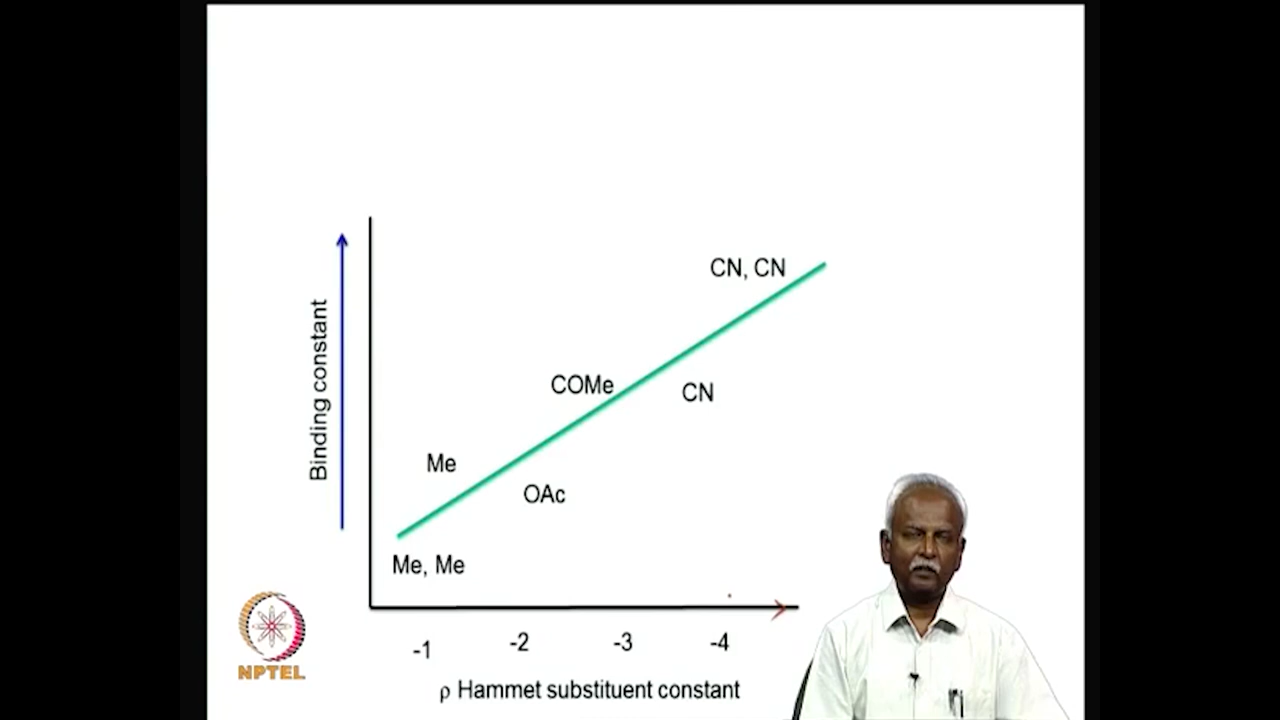 CN, CN
COMe
CN
Me
OAc
Me, Me
Binding constant
-1
-2
-3
-4
ρ Hammet substituent constant
NPTEL